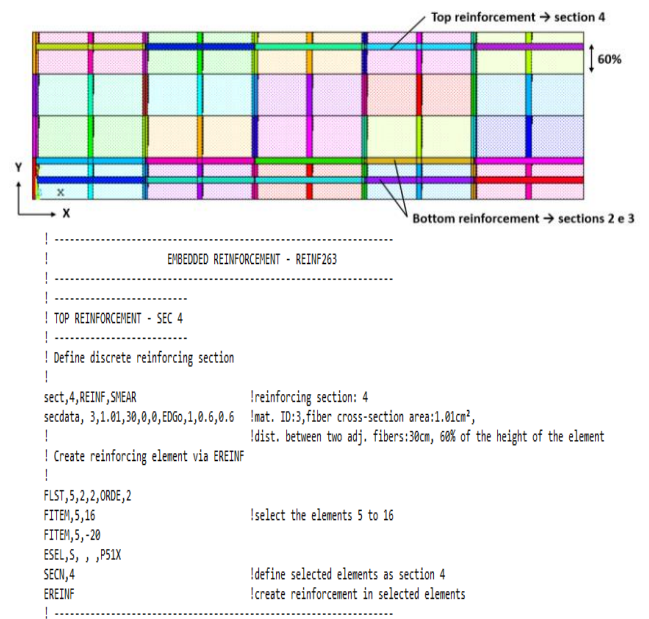 Top reinforcement → section 4
60%
Y
X
X
Bottom reinforcement → sections 2 e 3
! ------------------------------------------------------------------
! EMBEDDED REINFORCEMENT - REINF263
! ------------------------------------------------------------------
! --------------------------
! TOP REINFORCEMENT - SEC 4
! --------------------------
! Define discrete reinforcing section
!
sect,4,REINF,SMEAR !reinforcing section: 4
secdata, 3,1.01,30,0,0,EDGo,1,0.6,0.6 !mat. ID:3,fiber cross-section area:1.01cm²,
! !dist. between two adj. fibers:30cm, 60% of the height of the element
! Create reinforcing element via EREINF
!
FLST,5,2,2,ORDE,2
FITEM,5,16 !select the elements 5 to 16
FITEM,5,-20
ESEL,S, , ,P51X
SECN,4 !define selected elements as section 4
EREINF !create reinforcement in selected elements
! ------------------------------------------------------------------